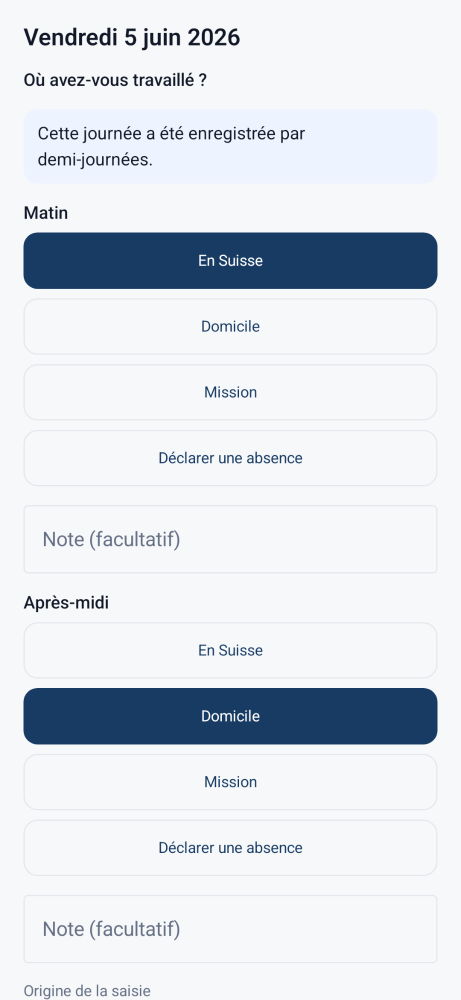 Vendredi 5 juin 2026
Où avez-vous travaillé ?
Cette journée a été enregistrée par
demi-journées.
Matin
En Suisse
Domicile
Mission
Déclarer une absence
Note (facultatif)
Après-midi
En Suisse
Domicile
Mission
Déclarer une absence
Note (facultatif)
Origine de la saisie